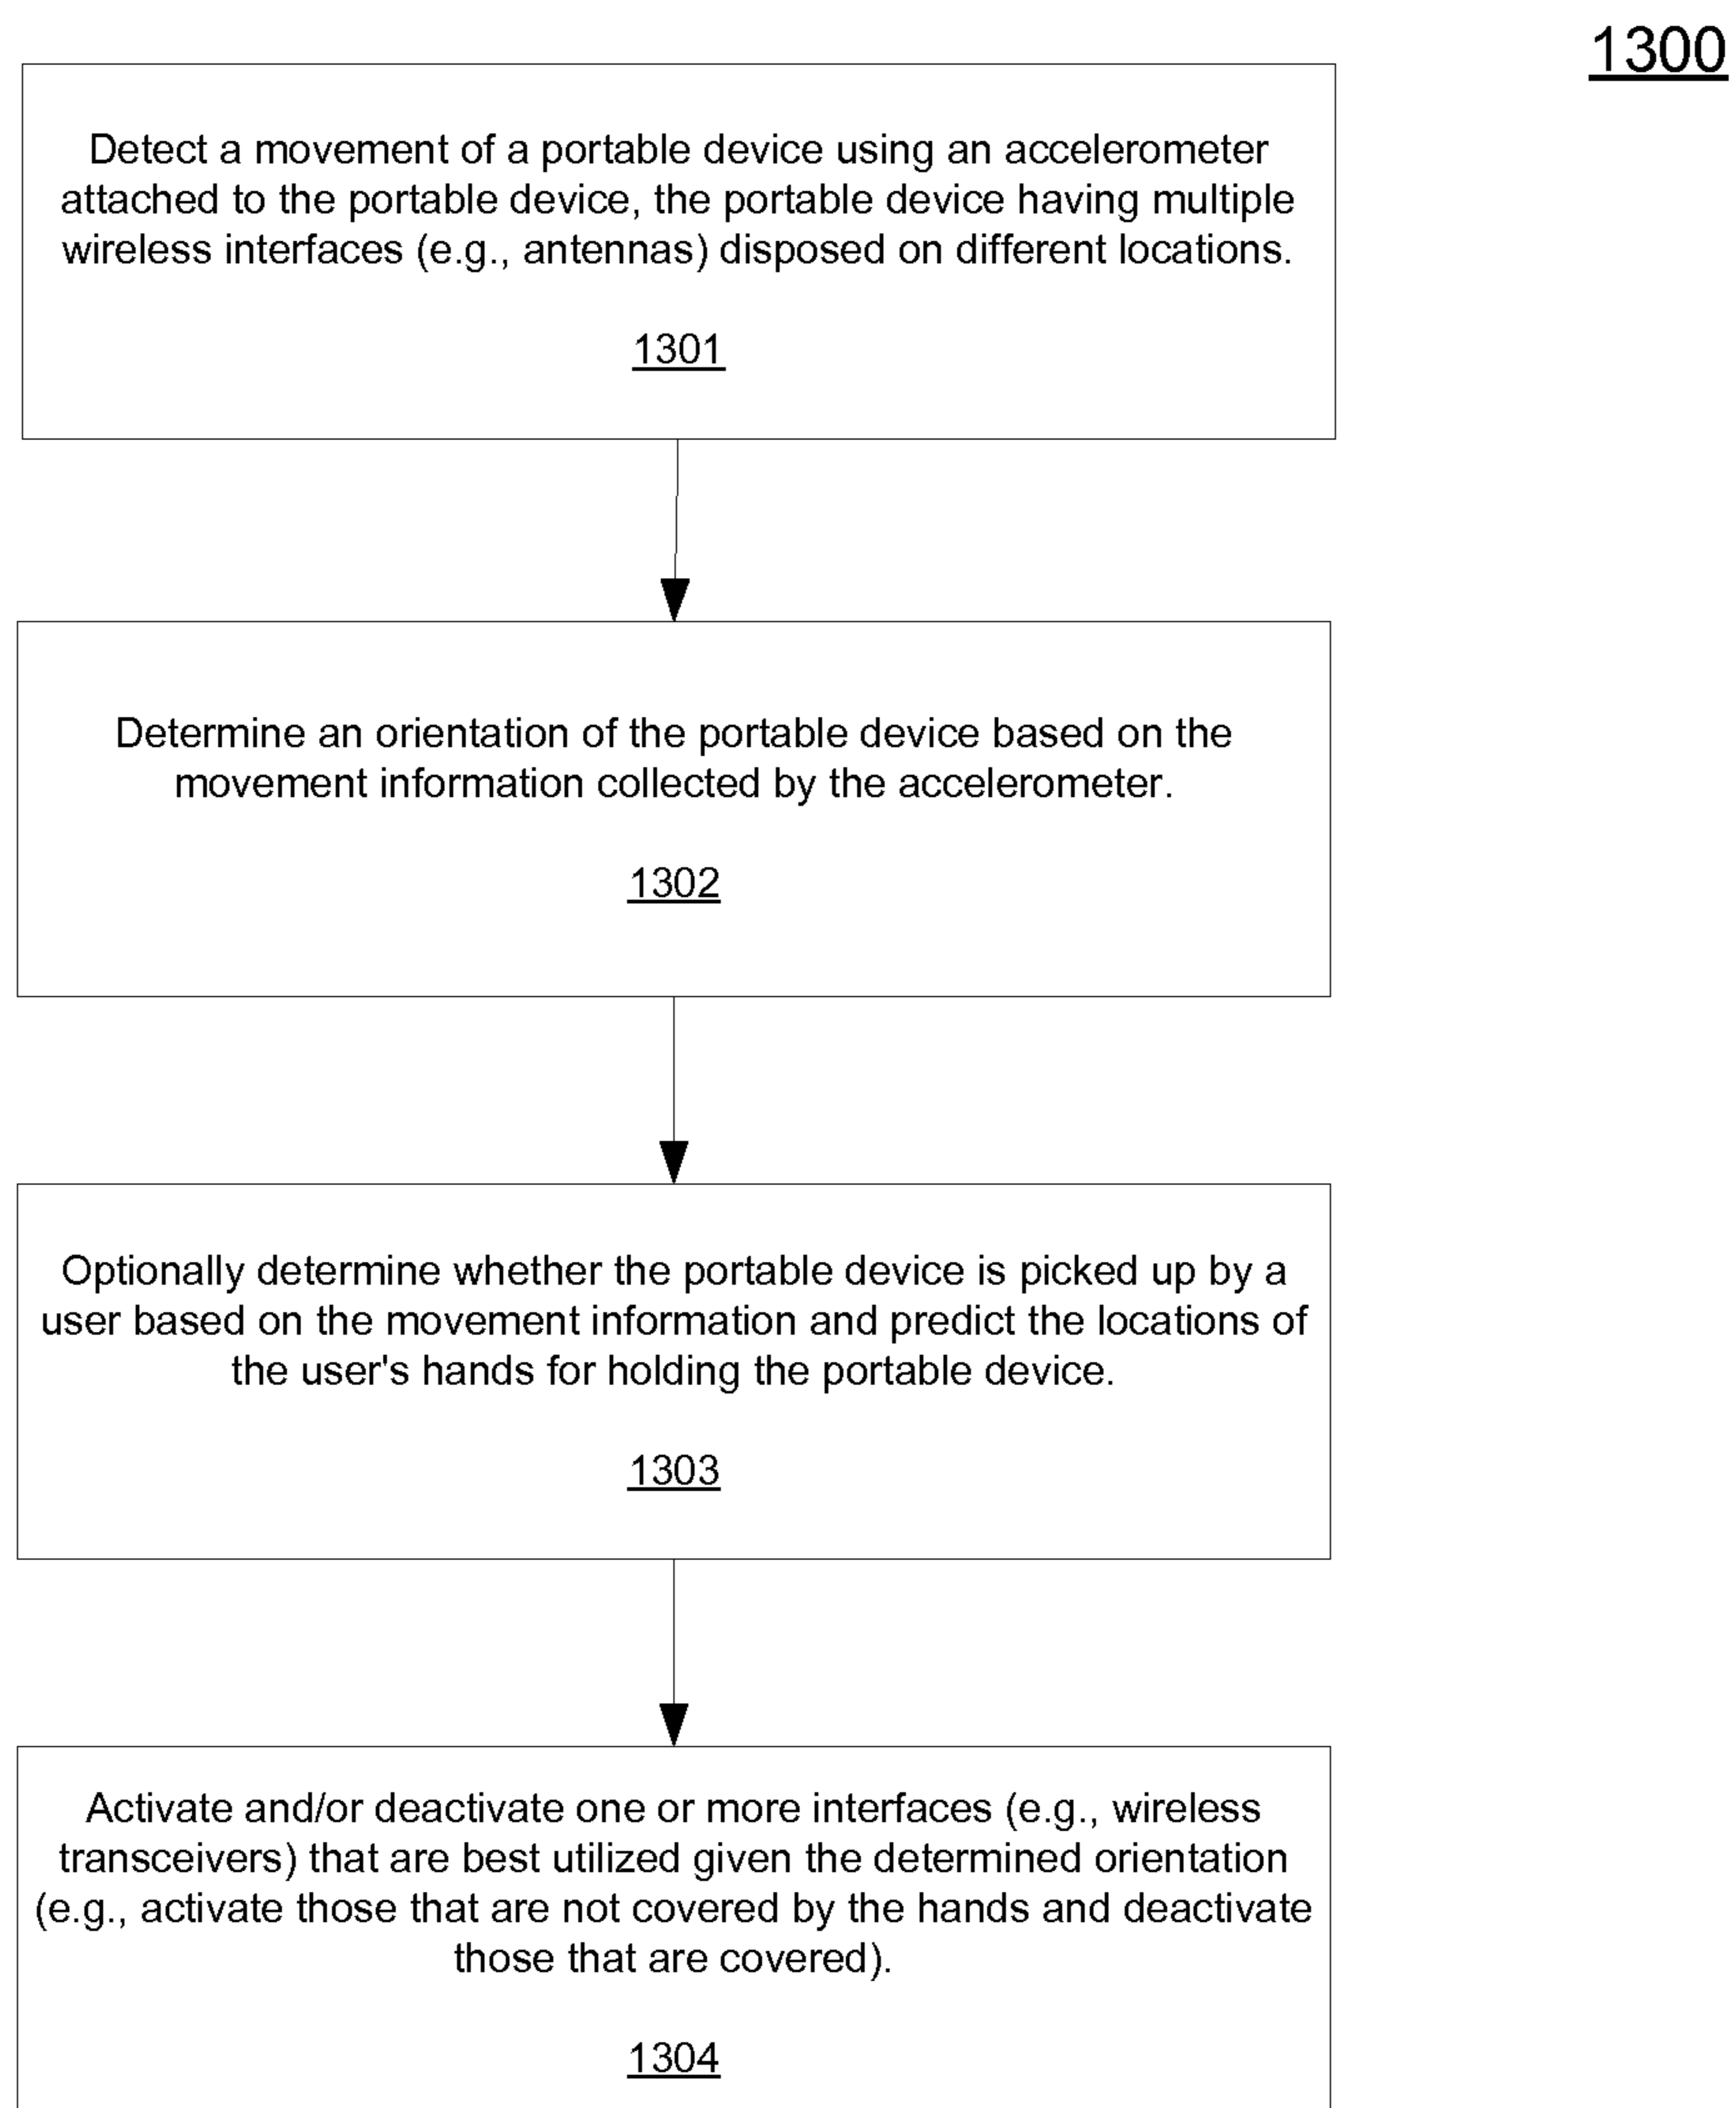 1300
Detect a movement of a portable device using an accelerometer
attached to the portable device, the portable device having multiple
wireless interfaces (e.g., antennas) disposed on different locations.
1301
Determine an orientation of the portable device based on the
movement information collected by the accelerometer.
1302
Optionally determine whether the portable device is picked up by a
user based on the movement information and predict the locations of
the user's hands for holding the portable device.
1303
Activate and/or deactivate one or more interfaces (e.g., wireless
transceivers) that are best utilized given the determined orientation
(e.g., activate those that are not covered by the hands and deactivate
those that are covered).
1304